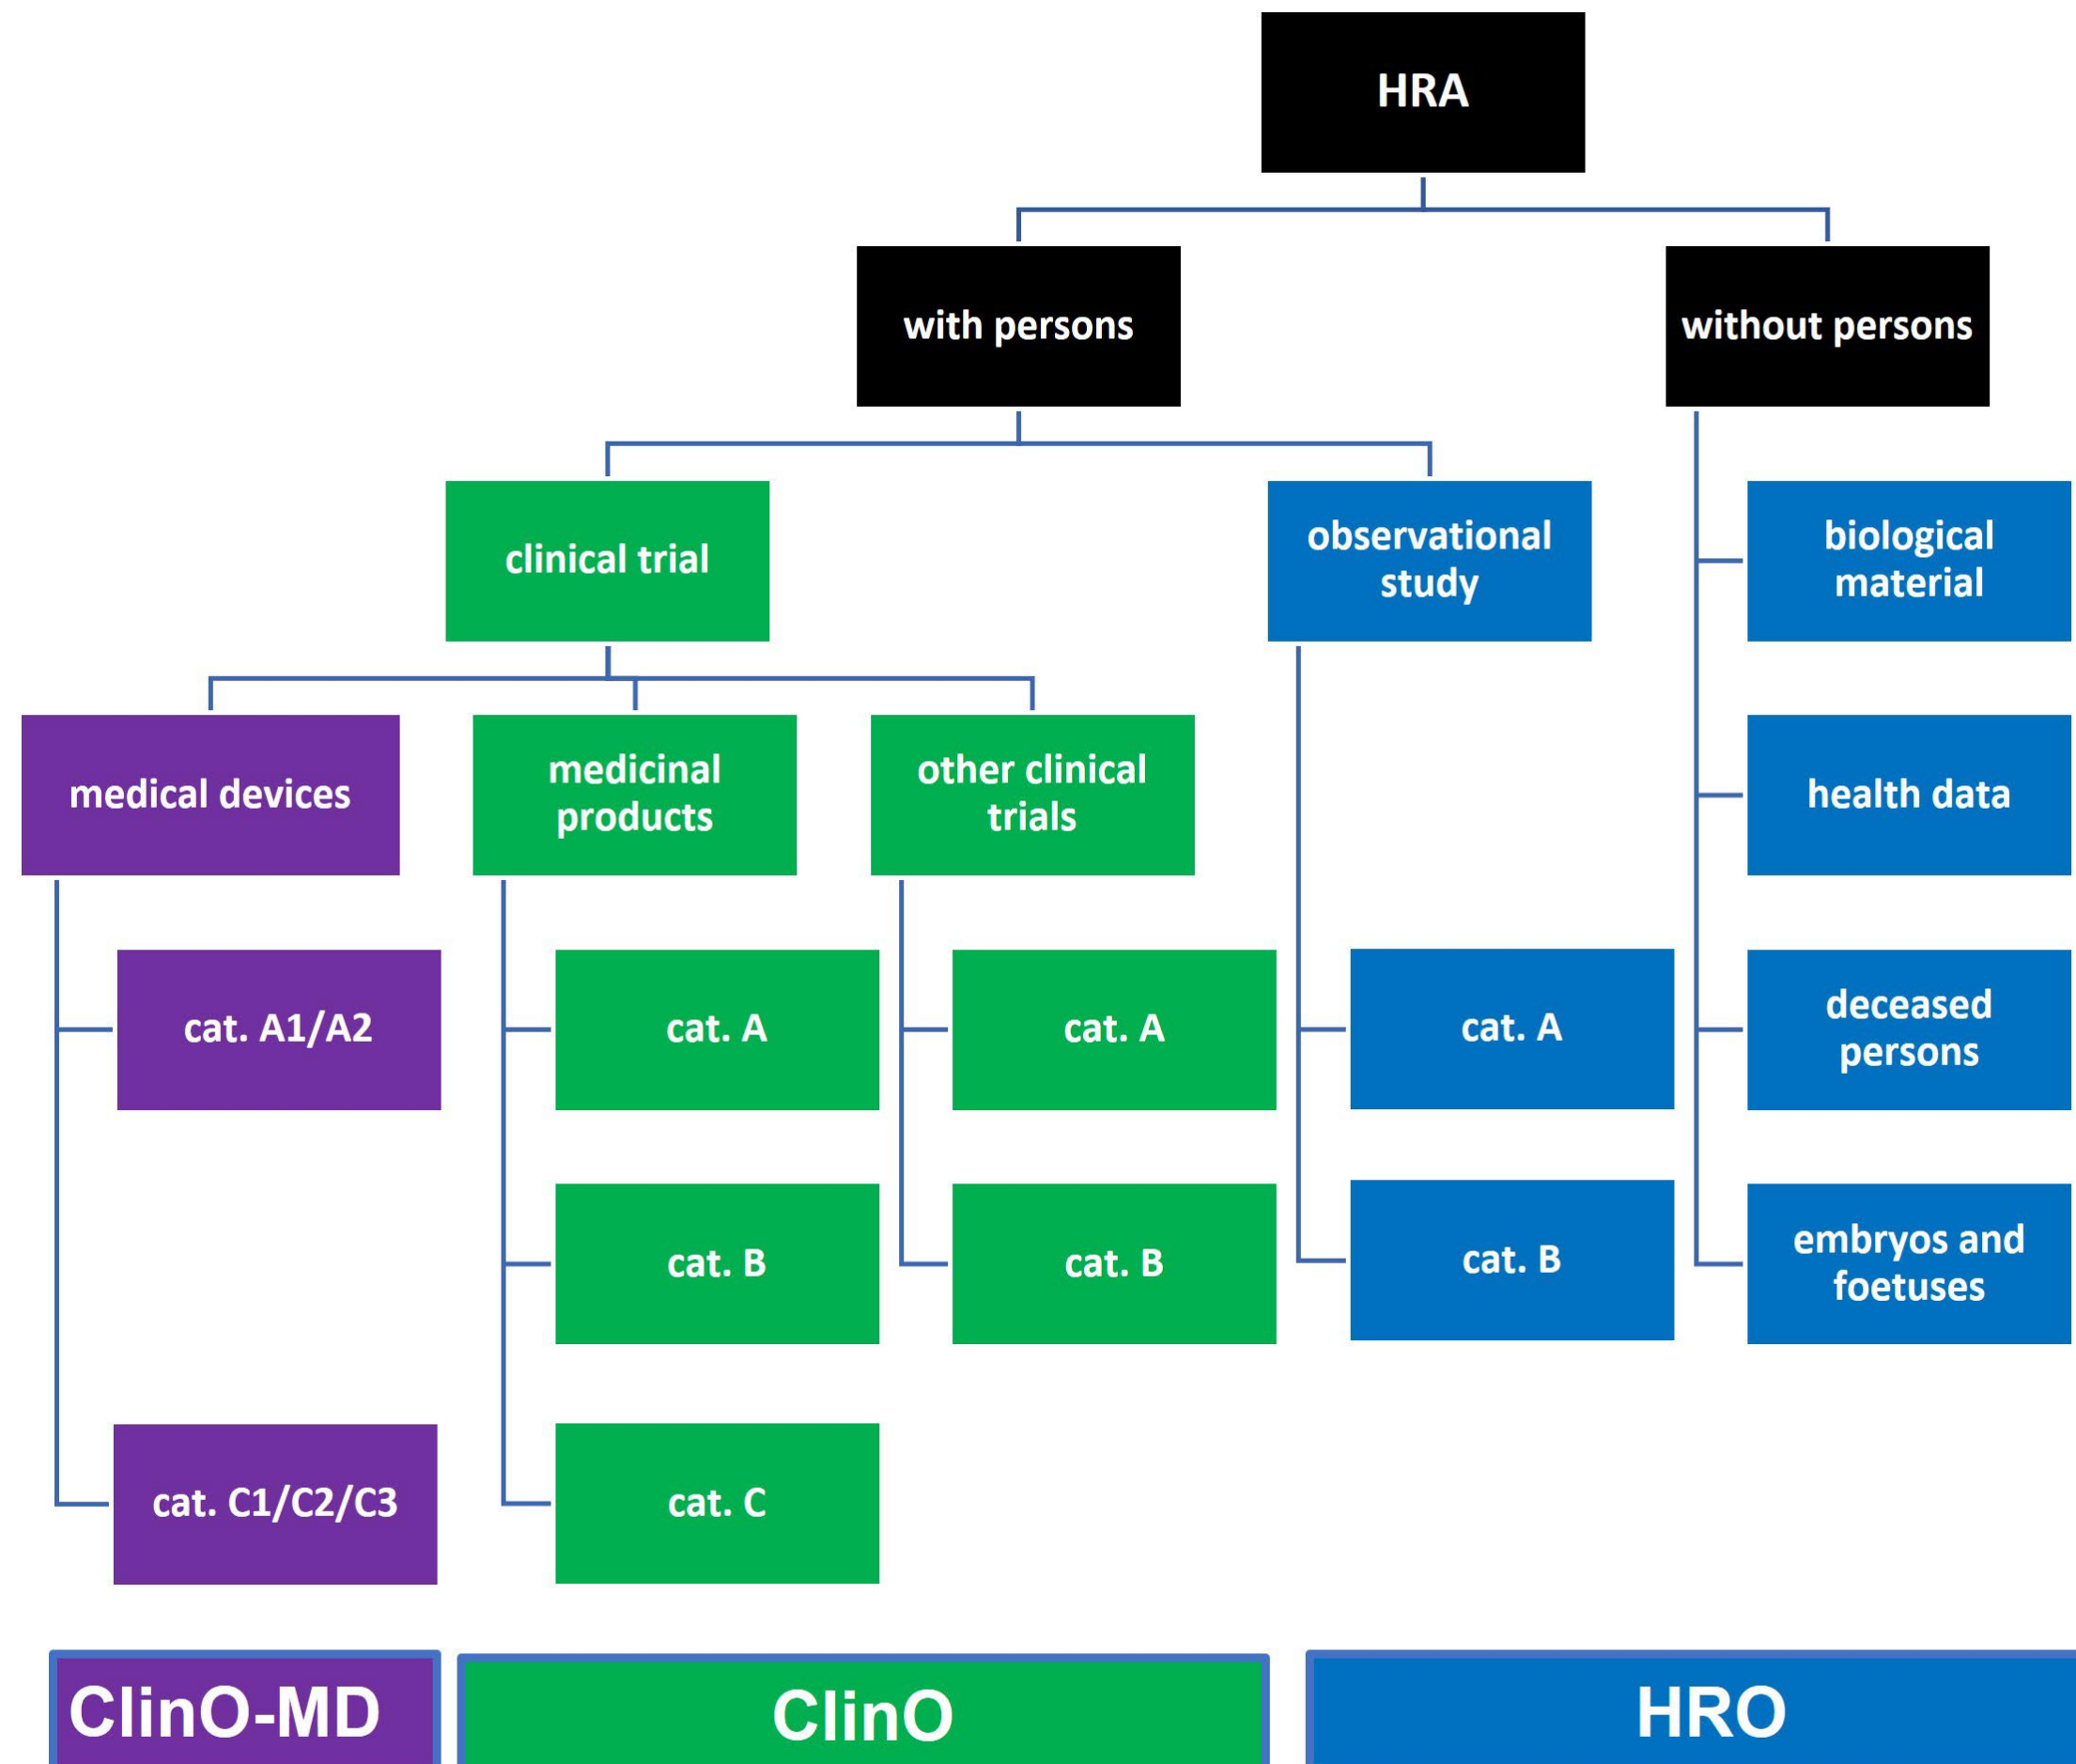 HRA
with persons
without persons
clinical trial
observational
study
biological
material
medical devices
medicinal
products
other clinical
trials
health data
cat. A1/A2
cat. A
cat. A
cat. A
deceased
persons
cat. B
cat. B
cat. B
embryos and
foetuses
cat. C1/C2/C3
cat. C
ClinO-MD
ClinO
HRO